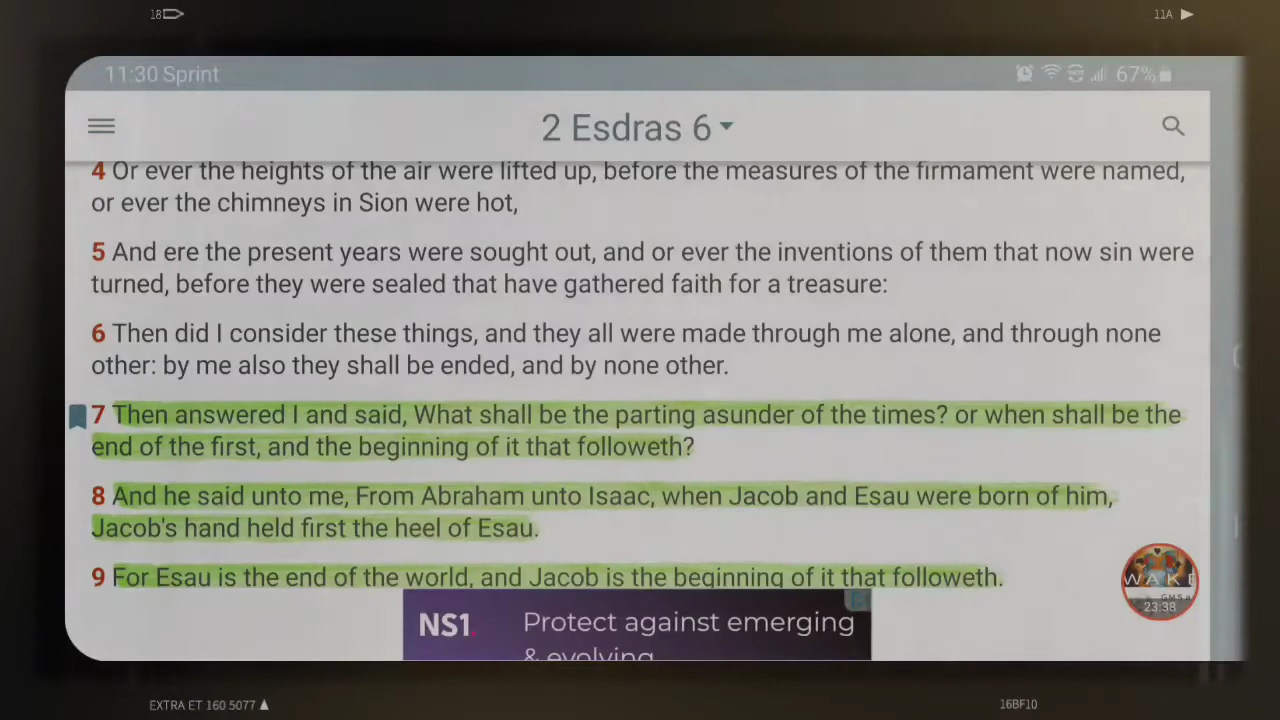 18
11A
11:30 Sprint
67%
2 Esdras 6
4 Or ever the heights of the air were lifted up, before the measures of the firmament were named,
or ever the chimneys in Sion were hot,
5 And ere the present years were sought out, and or ever the inventions of them that now sin were
turned, before they were sealed that have gathered faith for a treasure:
6 Then did I consider these things, and they all were made through me alone, and through none
other: by me also they shall be ended, and by none other.
7 Then answered I and said, What shall be the parting asunder of the times? or when shall be the
end of the first, and the beginning of it that followeth?
8 And he said unto me, From Abraham unto Isaac, when Jacob and Esau were born of him,
Jacob's hand held first the heel of Esau.
9 For Esau is the end of the world, and Jacob is the beginning of it that followeth.
WAKE
23:38
NS1.
Protect against emerging
& evolving
EXTRA ET 160 5077
16BF10